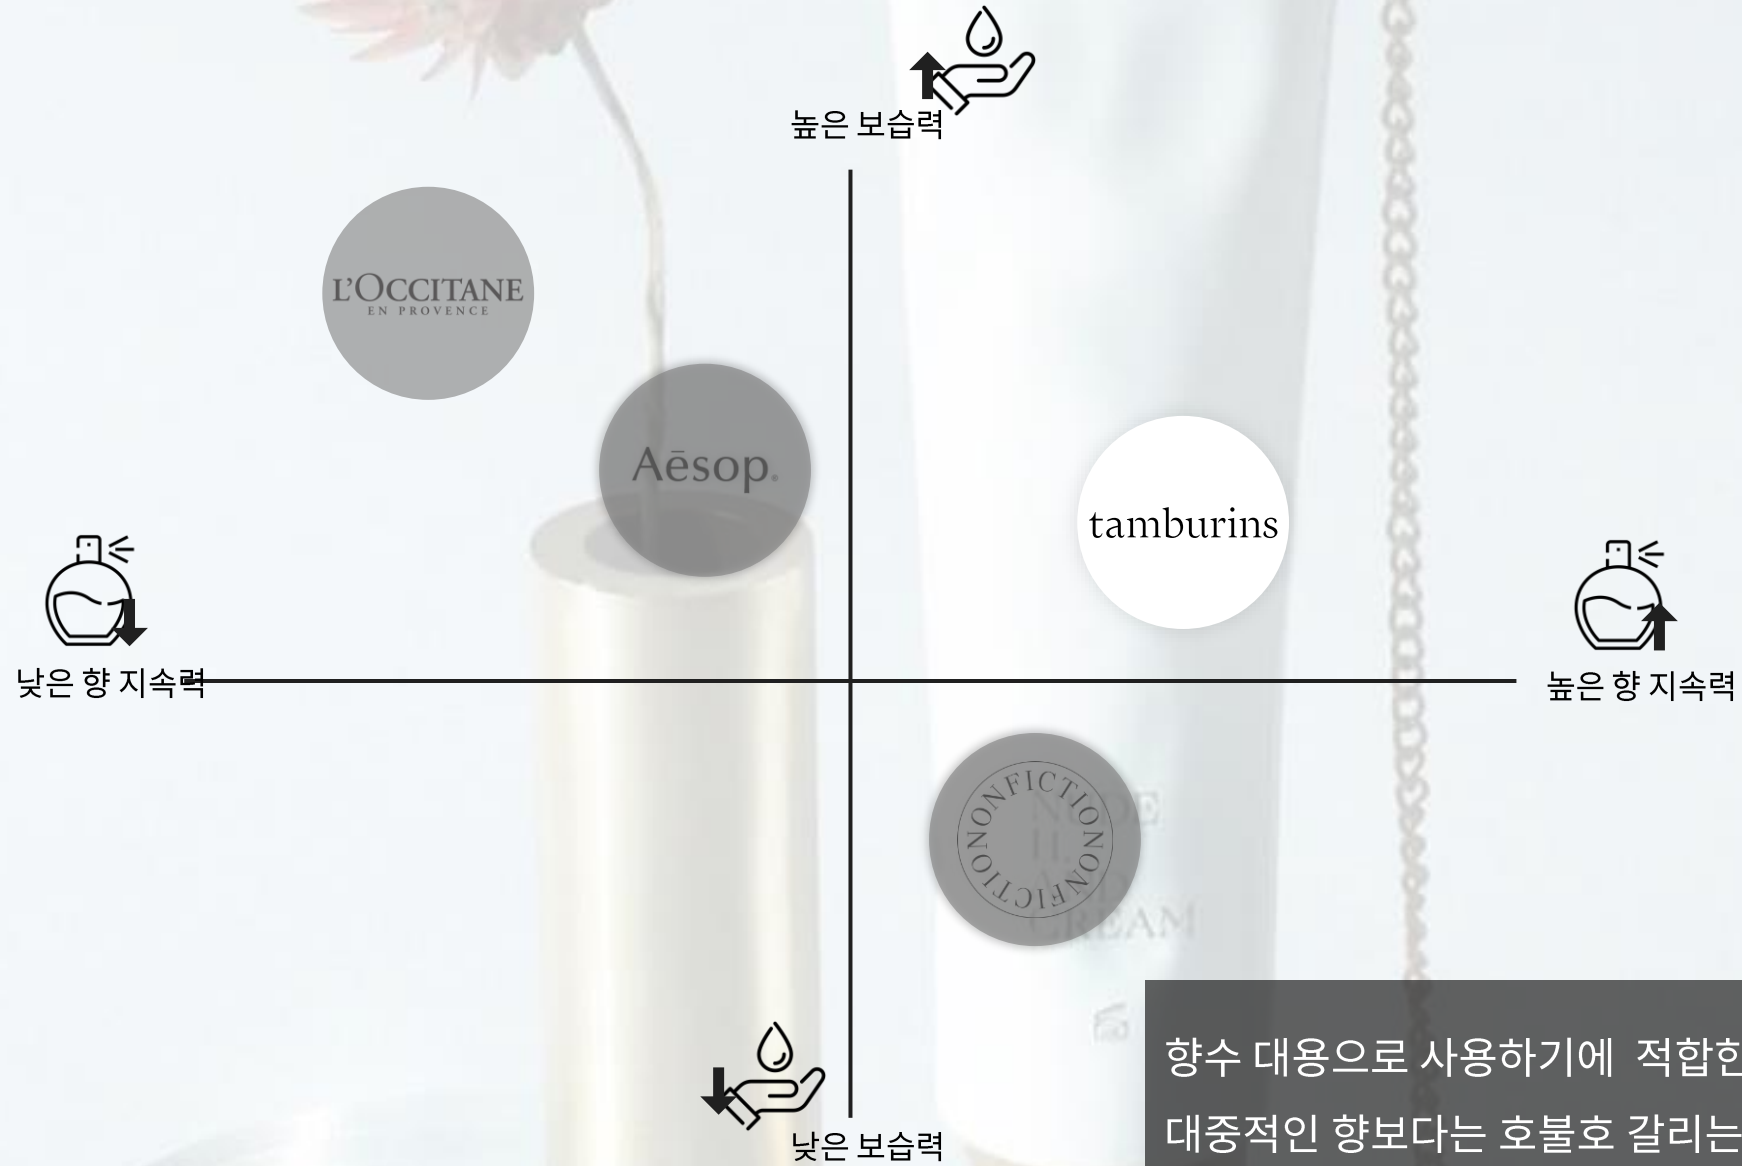 높은 보습력
L'OCCITANE
EN PROVENCE
Aēsop.
tamburins
낮은 향 지속력
높은 향 지속력
NONFICTIONONFICTION
CREAM
낮은 보습력
향수 대용으로 사용하기에 적합한
대중적인 향보다는 호불호 갈리는